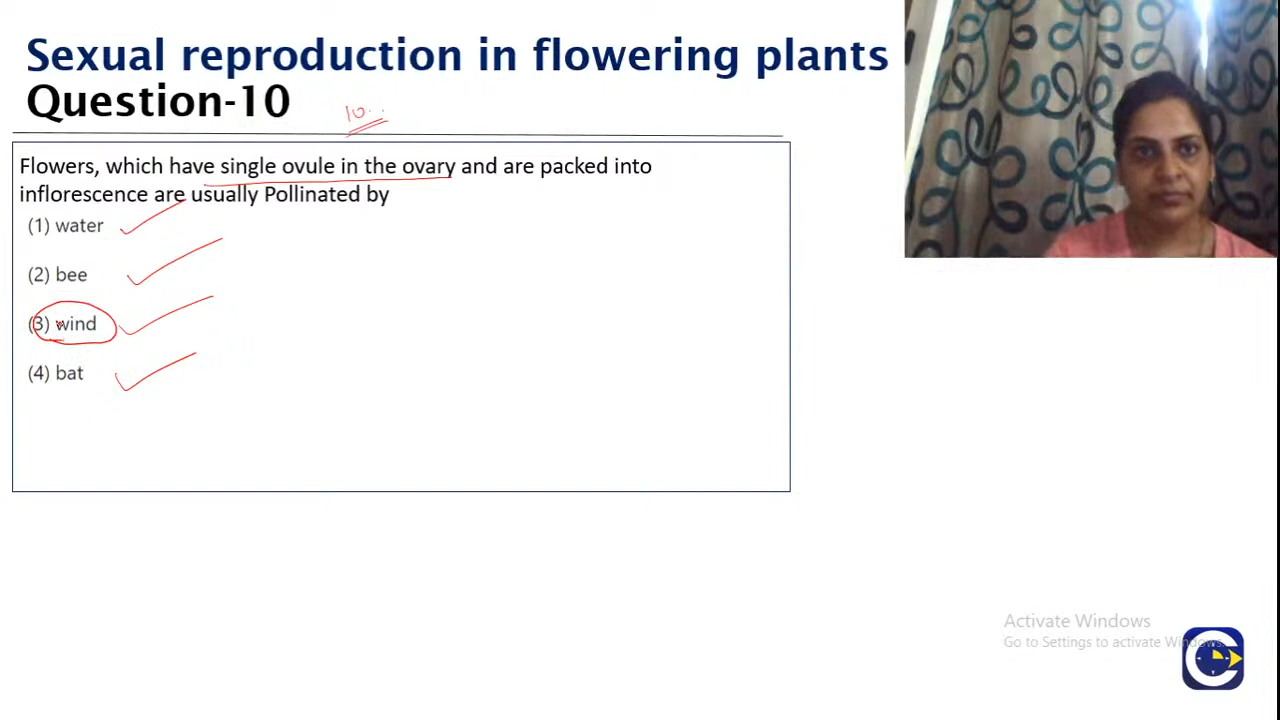 Sexual reproduction in flowering plants
Question-10
10..
Flowers, which have single ovule in the ovary and are packed into
inflorescence are usually Pollinated by
(1) water
(2) bee
(3) wind
(4) bat
Activate Windows
Go to Settings to activate Windows.